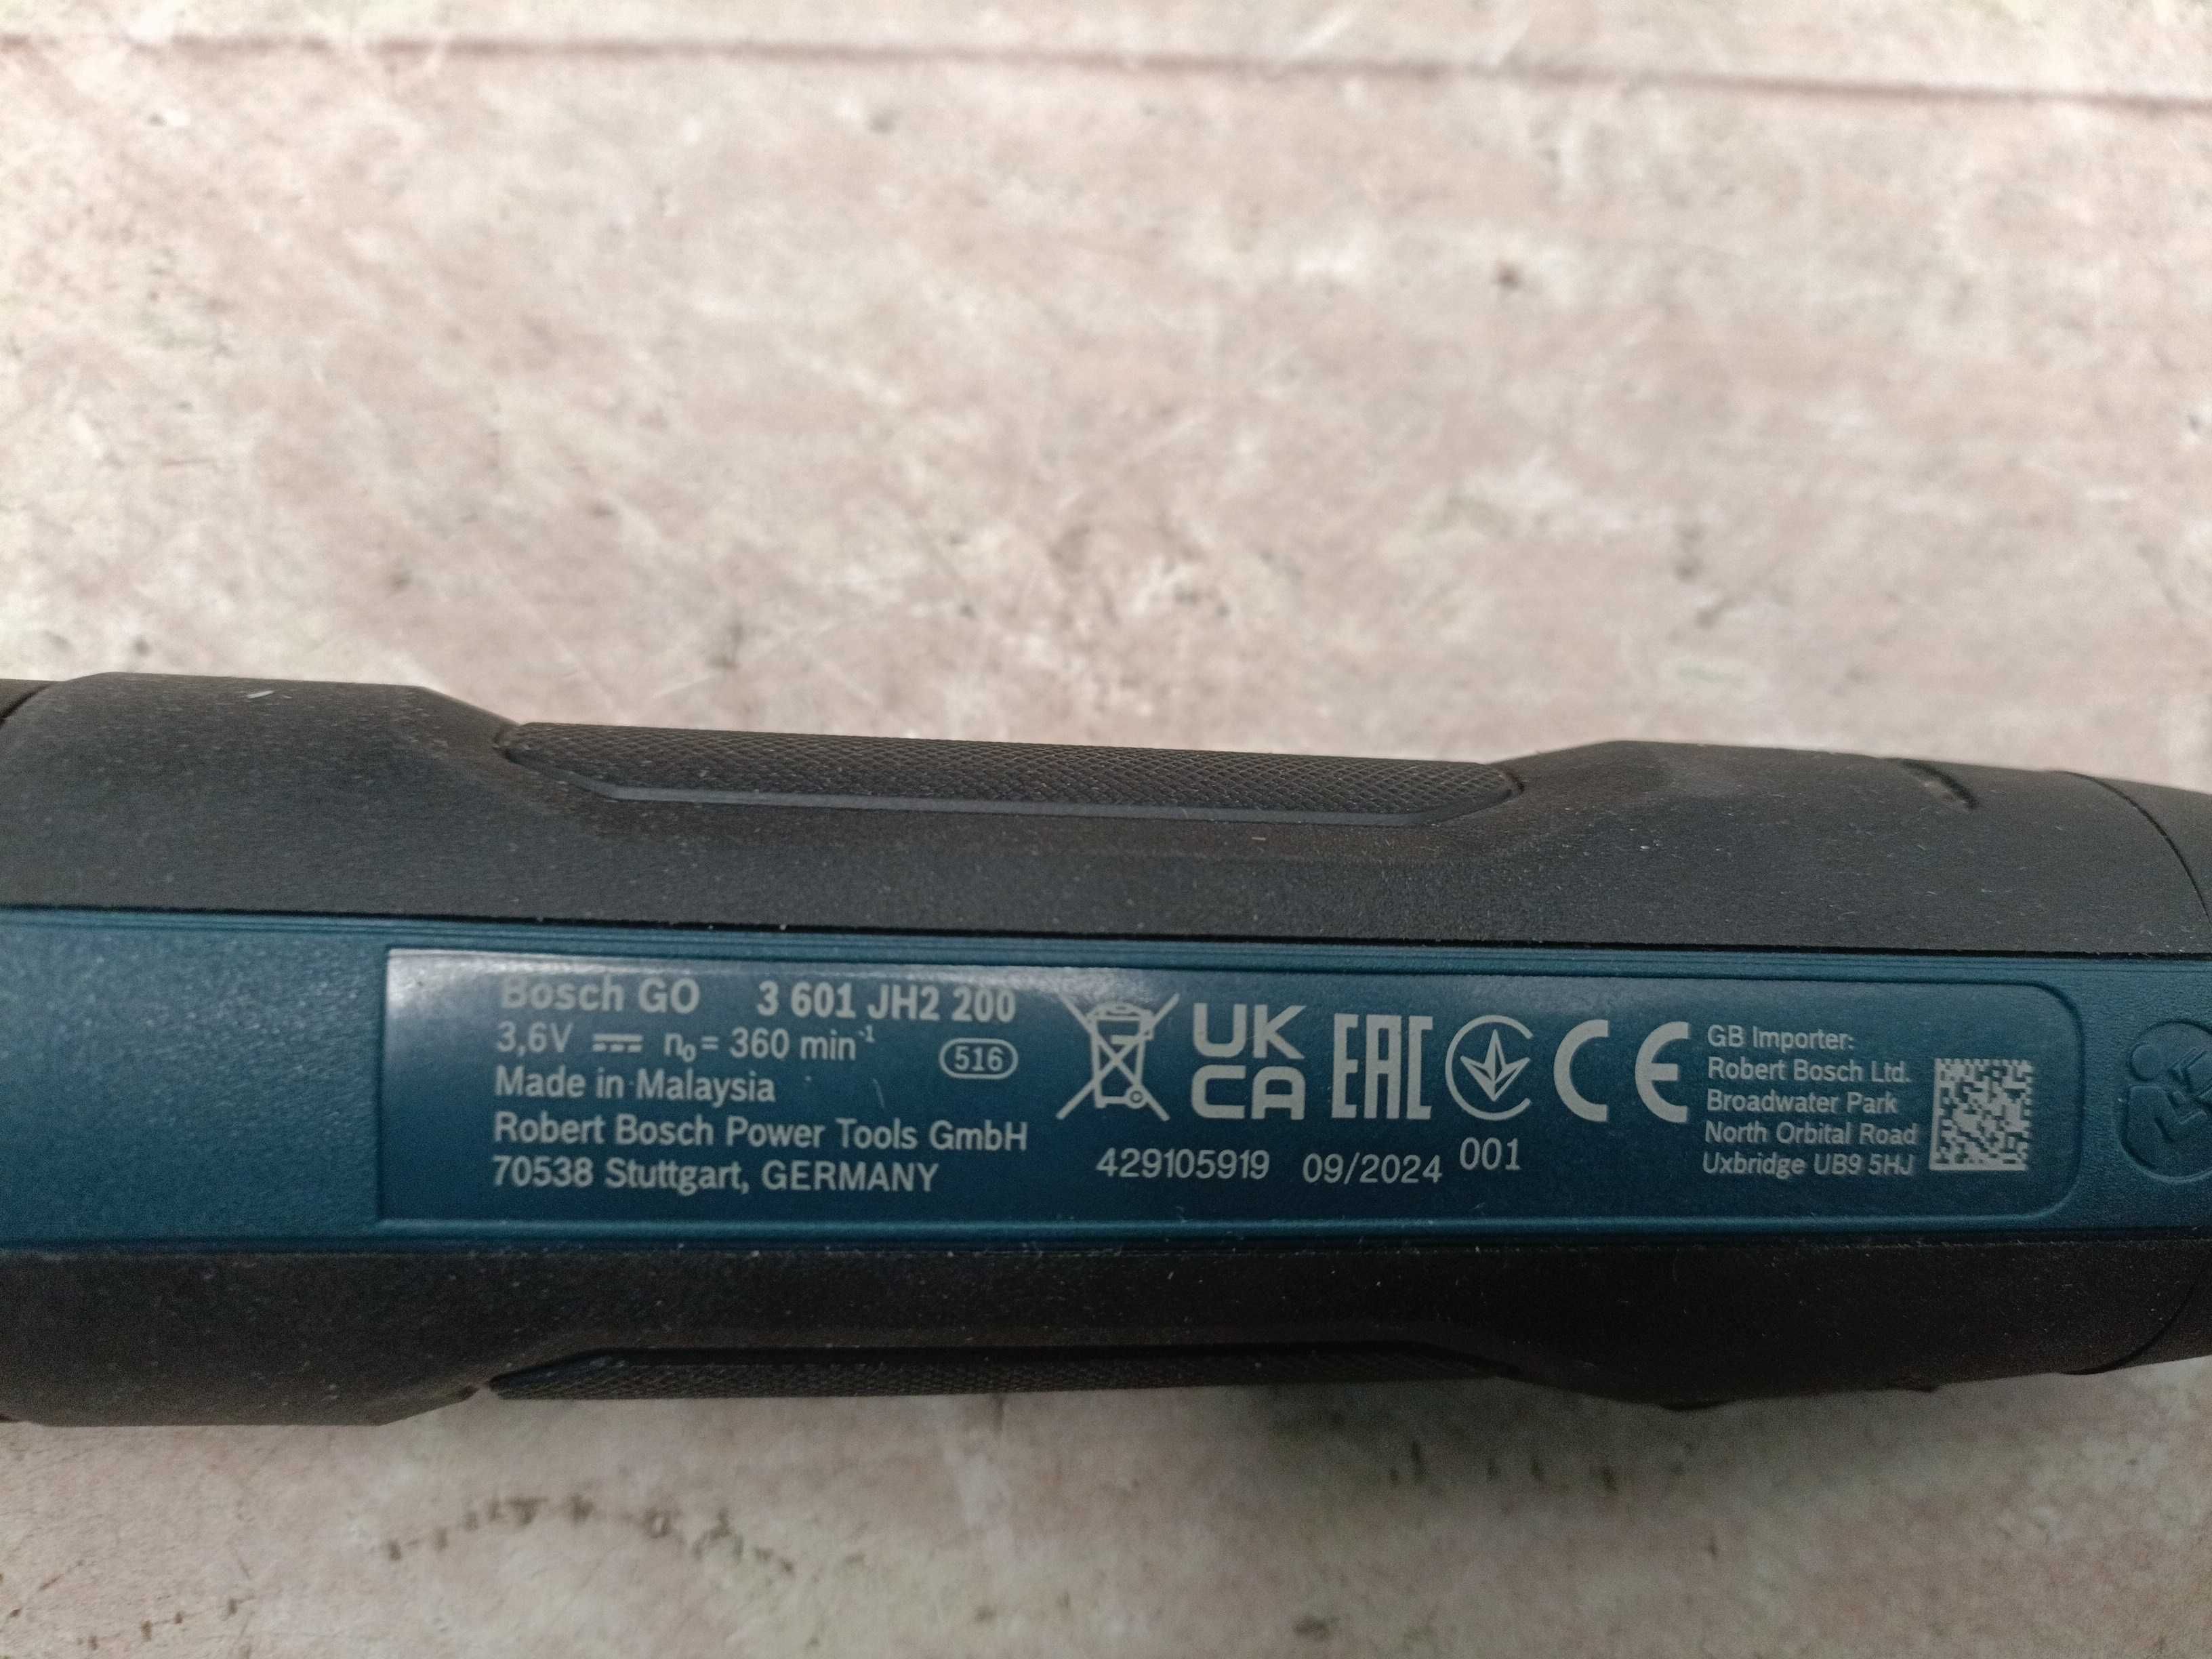 Bosch GO 3 601 JH2 200
3,6V n₀ = 360 min⁻¹
516
Made in Malaysia
Robert Bosch Power Tools GmbH
70538 Stuttgart, GERMANY
UK
CA
EAC
CE
429105919 09/2024 001
GB Importer:
Robert Bosch Ltd.
Broadwater Park
North Orbital Road
Uxbridge UB9 5HJ